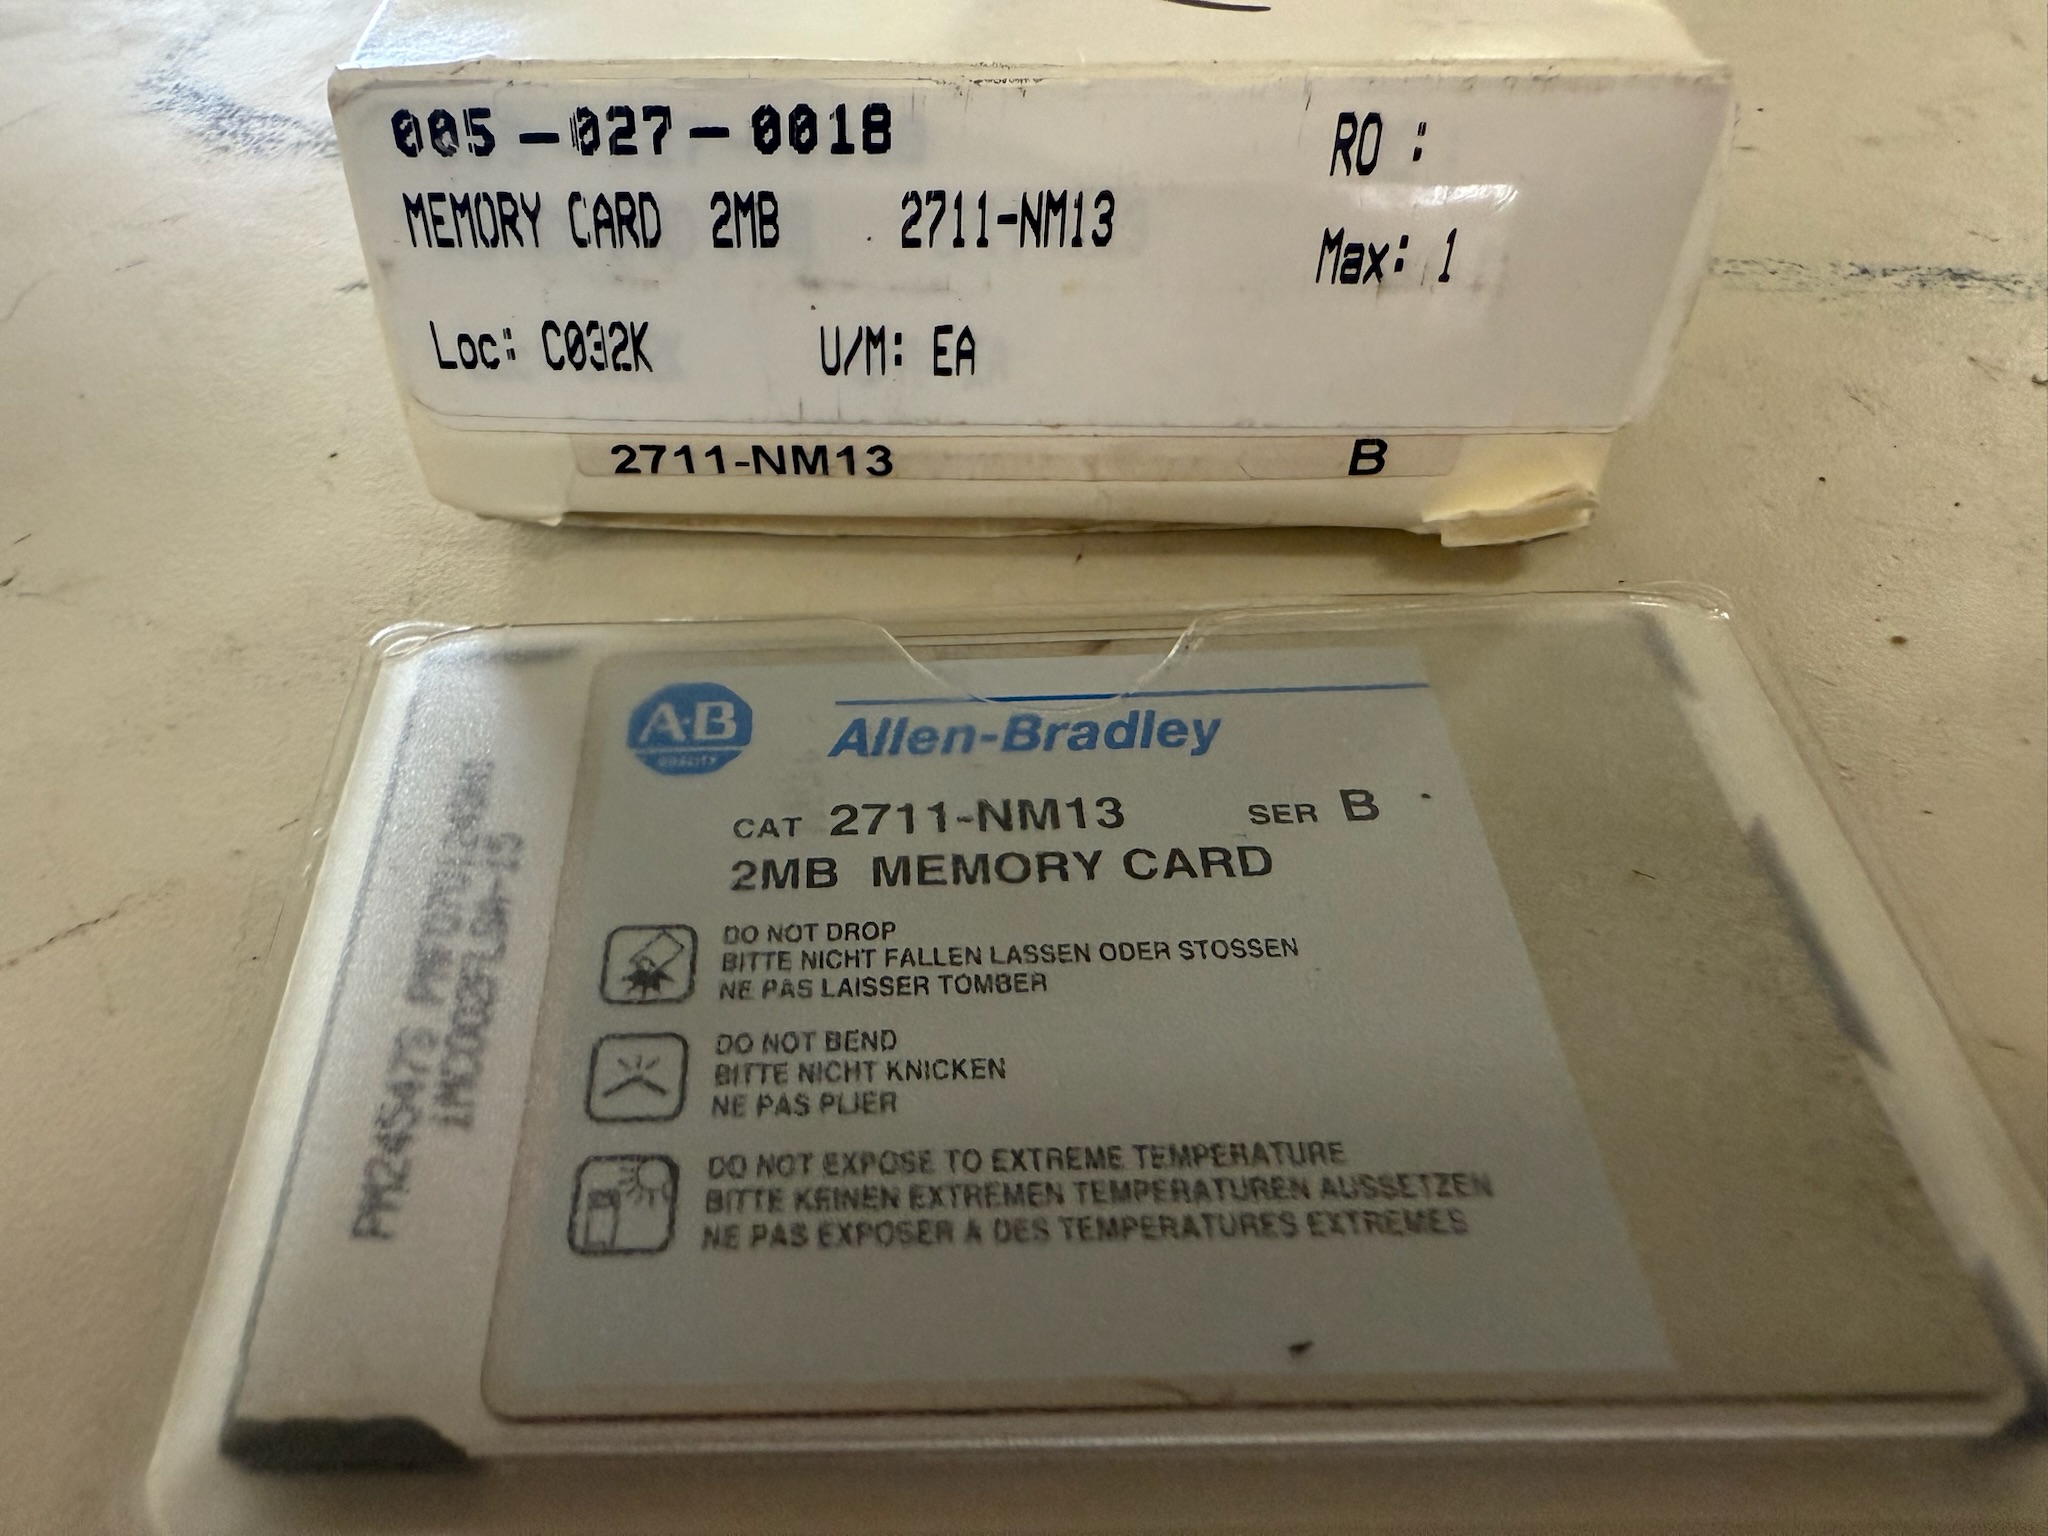 005-027-0018
RO :
MEMORY CARD 2MB 2711-NM13
Max: 1
Loc: C032K U/M: EA
2711-NM13 B
A-B
QUALITY
Allen-Bradley
CAT 2711-NM13 SER B
2MB MEMORY CARD
DO NOT DROP
BITTE NICHT FALLEN LASSEN ODER STOSSEN
NE PAS LAISSER TOMBER
DO NOT BEND
BITTE NICHT KNICKEN
NE PAS PLIER
DO NOT EXPOSE TO EXTREME TEMPERATURE
BITTE KEINEN EXTREMEN TEMPERATUREN AUSSETZEN
NE PAS EXPOSER A DES TEMPERATURES EXTREMES